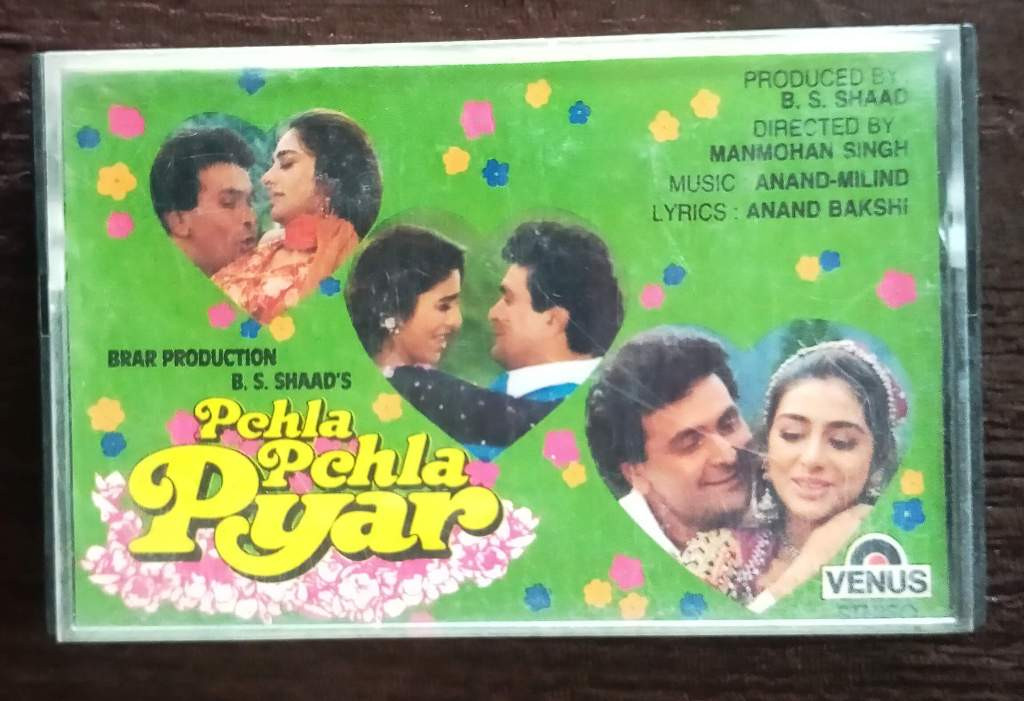 PRODUCED BY :
B. S. SHAAD
DIRECTED BY
MANMOHAN SINGH
MUSIC : ANAND-MILIND
LYRICS : ANAND BAKSHI
BRAR PRODUCTION
B. S. SHAAD'S
Pehla
Pehla
Pyar
VENUS
STEREO